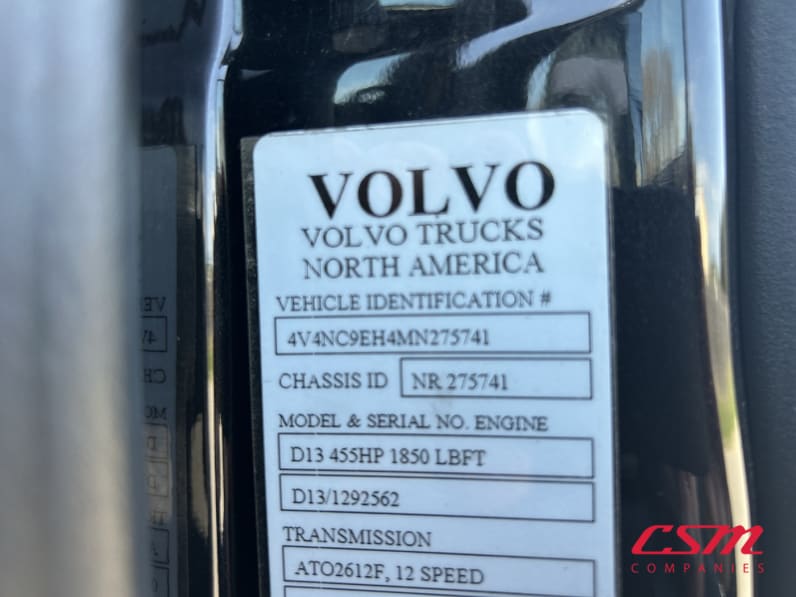 VOLVO
VOLVO TRUCKS
NORTH AMERICA
VEHICLE IDENTIFICATION #
4V4NC9EH4MN275741
CHASSIS ID NR 275741
MODEL & SERIAL NO. ENGINE
D13 455HP 1850 LBFT
D13/1292562
TRANSMISSION
ATO2612F, 12 SPEED
CSM
COMPANIES